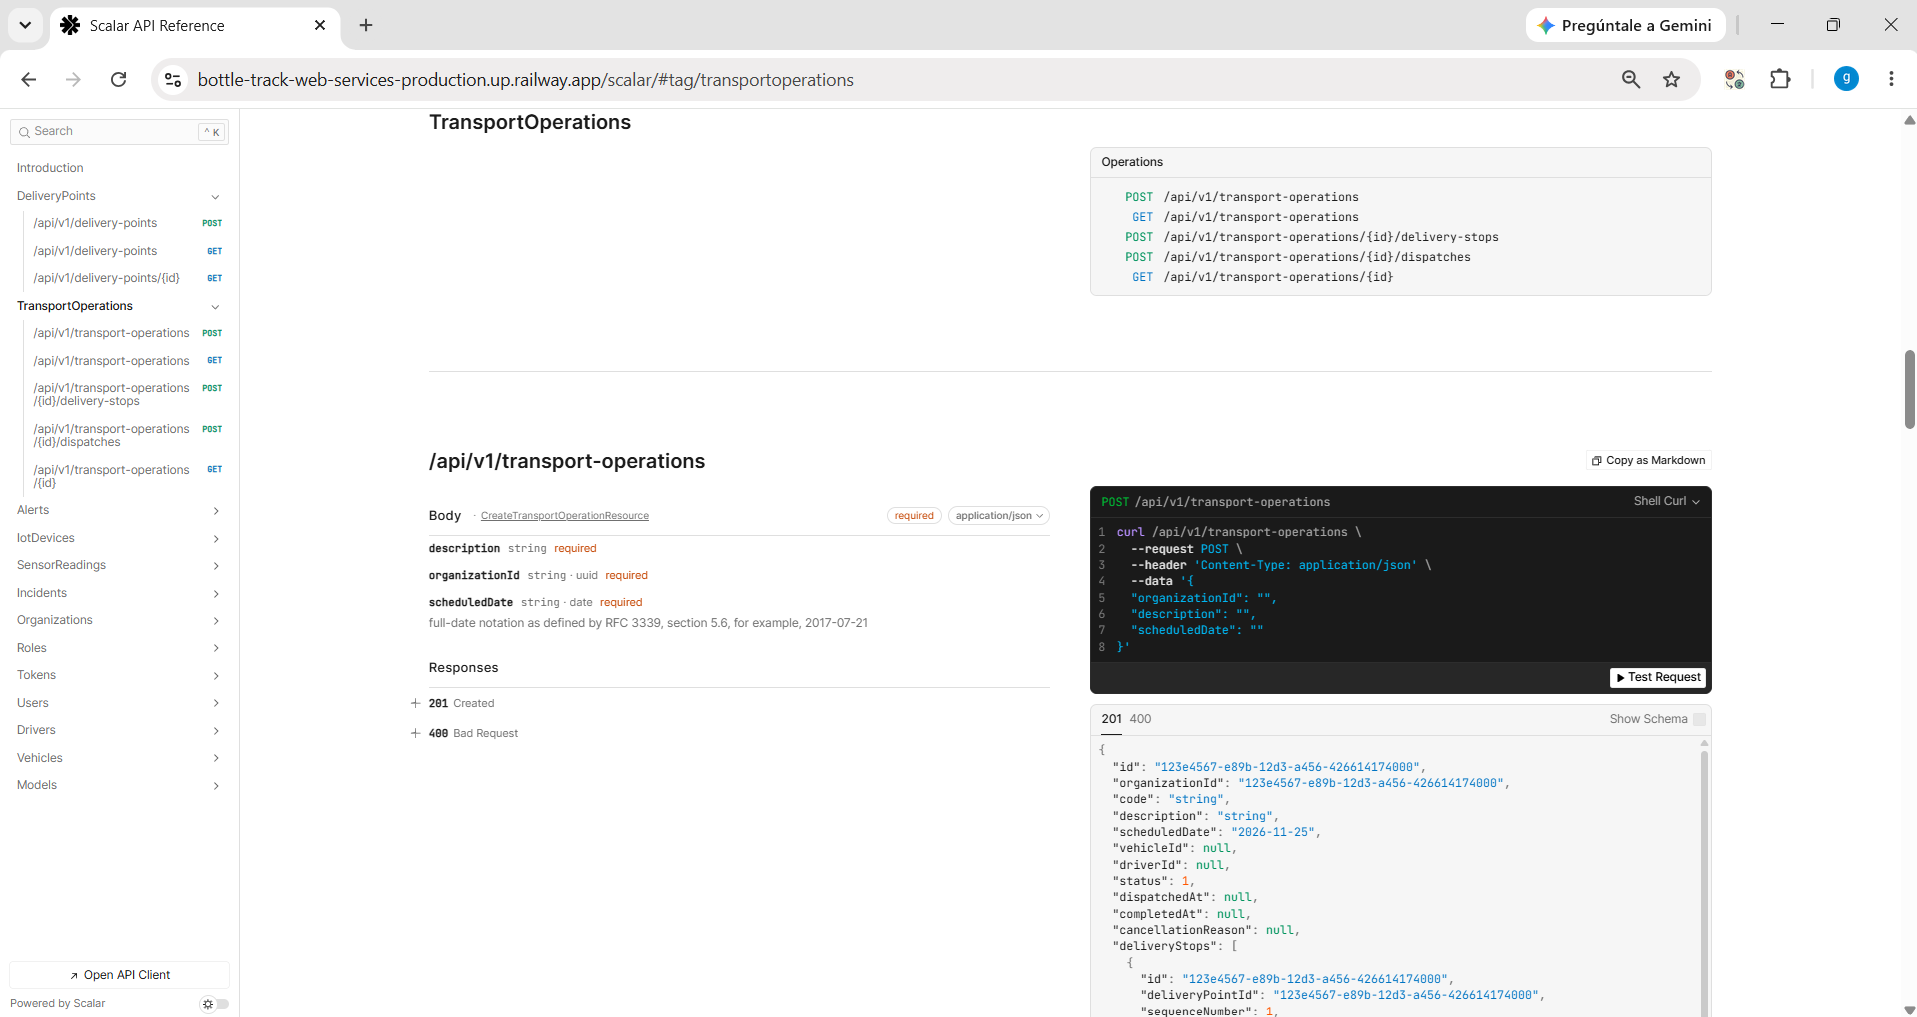 Scalar API Reference
Pregúntale a Gemini
bottle-track-web-services-production.up.railway.app/scalar/#tag/transportoperations
g
Search
^ K
Introduction
DeliveryPoints
/api/v1/delivery-points POST
/api/v1/delivery-points GET
/api/v1/delivery-points/{id} GET
TransportOperations
/api/v1/transport-operations POST
/api/v1/transport-operations GET
/api/v1/transport-operations POST
/{id}/delivery-stops
/api/v1/transport-operations POST
/{id}/dispatches
/api/v1/transport-operations GET
/{id}
Alerts
IotDevices
SensorReadings
Incidents
Organizations
Roles
Tokens
Users
Drivers
Vehicles
Models
Open API Client
Powered by Scalar
TransportOperations
Operations
POST /api/v1/transport-operations
GET /api/v1/transport-operations
POST /api/v1/transport-operations/{id}/delivery-stops
POST /api/v1/transport-operations/{id}/dispatches
GET /api/v1/transport-operations/{id}
/api/v1/transport-operations
Copy as Markdown
Body · CreateTransportOperationResource required application/json
description string required
organizationId string · uuid required
scheduledDate string · date required
full-date notation as defined by RFC 3339, section 5.6, for example, 2017-07-21
Responses
201 Created
400 Bad Request
POST /api/v1/transport-operations Shell Curl
1 curl /api/v1/transport-operations \
2 --request POST \
3 --header 'Content-Type: application/json' \
4 --data '{
5 "organizationId": "",
6 "description": "",
7 "scheduledDate": ""
8 }'
Test Request
201 400 Show Schema
{
"id": "123e4567-e89b-12d3-a456-426614174000",
"organizationId": "123e4567-e89b-12d3-a456-426614174000",
"code": "string",
"description": "string",
"scheduledDate": "2026-11-25",
"vehicleId": null,
"driverId": null,
"status": 1,
"dispatchedAt": null,
"completedAt": null,
"cancellationReason": null,
"deliveryStops": [
{
"id": "123e4567-e89b-12d3-a456-426614174000",
"deliveryPointId": "123e4567-e89b-12d3-a456-426614174000",
"sequenceNumber": 1,